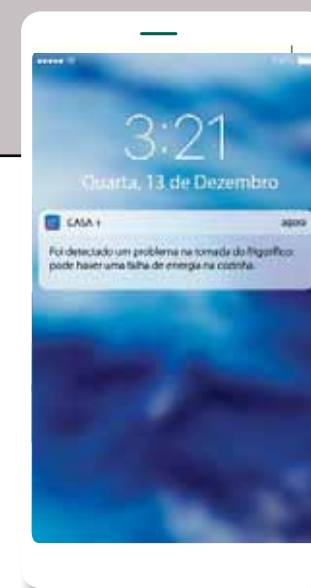 3:21
Quarta, 13 de Dezembro
CASA + agora
Foi detectado um problema na tomada do frigorífico:
pode haver uma falha de energia na cozinha.